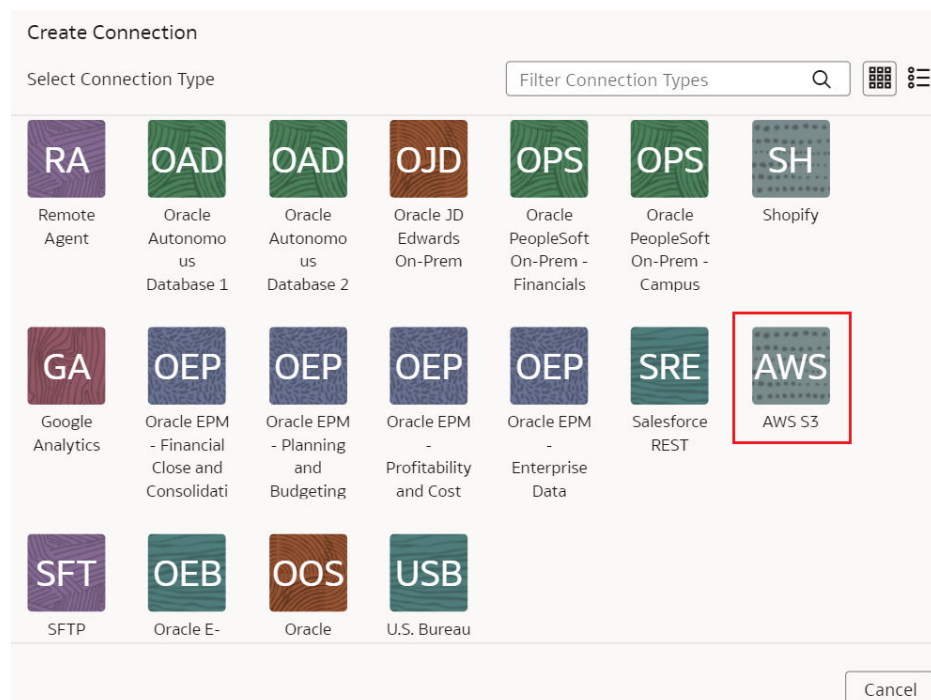 Create Connection
Select Connection Type
Filter Connection Types
RA OAD OAD OJD OPS OPS SH
Remote Oracle Oracle Oracle JD Oracle Oracle Shopify
Agent Autonomo Autonomo Edwards PeopleSoft PeopleSoft
us us On-Prem On-Prem - On-Prem -
Database 1 Database 2 Financials Campus
GA OEP OEP OEP OEP SRE AWS
Google Oracle EPM Oracle EPM Oracle EPM Oracle EPM Salesforce AWS S3
Analytics - Financial - Planning - - REST
Close and and Profitability Enterprise
Consolidati Budgeting and Cost Data
SFT OEB OOS USB
SFTP Oracle E- Oracle U.S. Bureau
Cancel